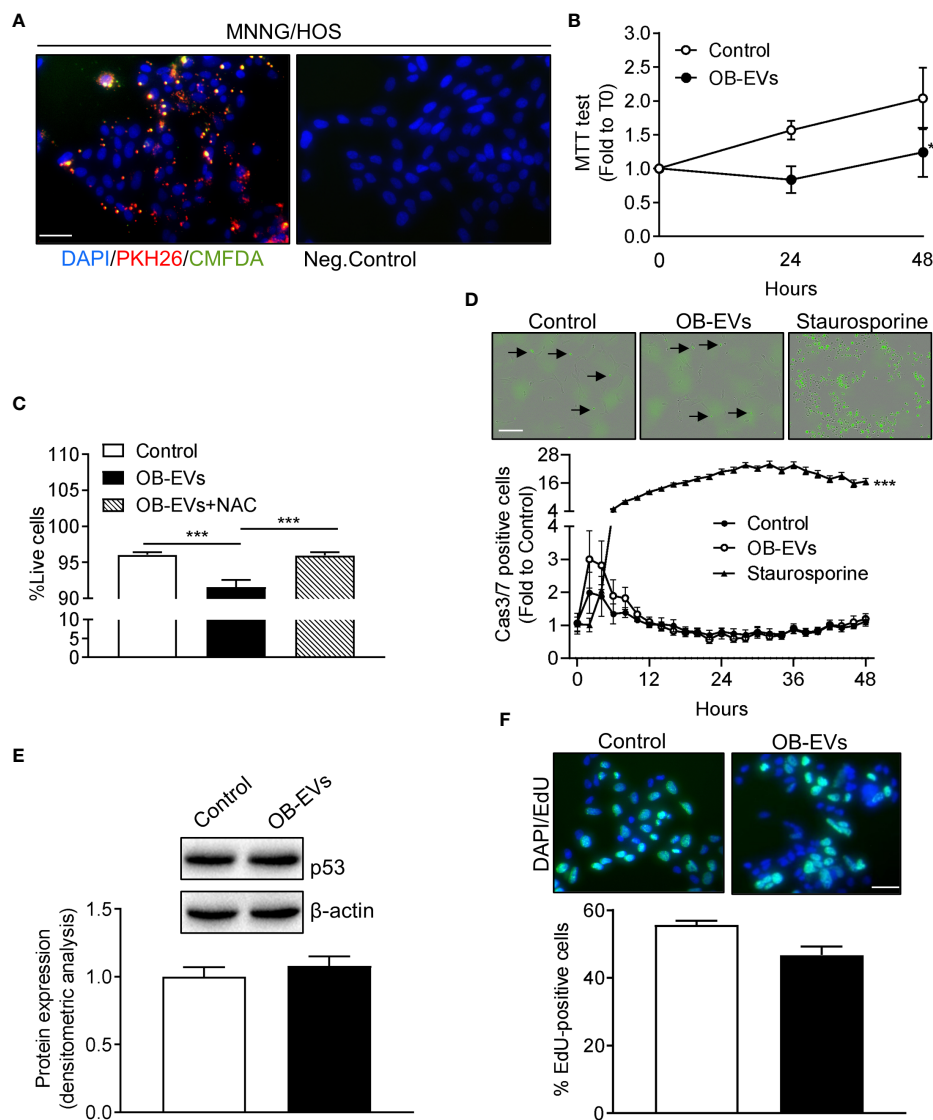 A
MNNG/HOS
DAPI/PKH26/CMFDA
Neg.Control
B
3.0
2.5
2.0
1.5
1.0
0.5
0.0
MTT test
(Fold to T0)
Control
OB-EVs
*
0 24 48
Hours
C
110
105
100
95
90
10
5
0
%Live cells
Control
OB-EVs
OB-EVs+NAC
***
***
D
Control OB-EVs Staurosporine
28
16
4
4
3
2
1
0
Cas3/7 positive cells
(Fold to Control)
***
Control
OB-EVs
Staurosporine
0 12 24 36 48
Hours
E
Control OB-EVs
p53
β-actin
1.5
1.0
0.5
0.0
Protein expression
(densitometric analysis)
F
Control OB-EVs
DAPI/EdU
60
40
20
0
% EdU-positive cells